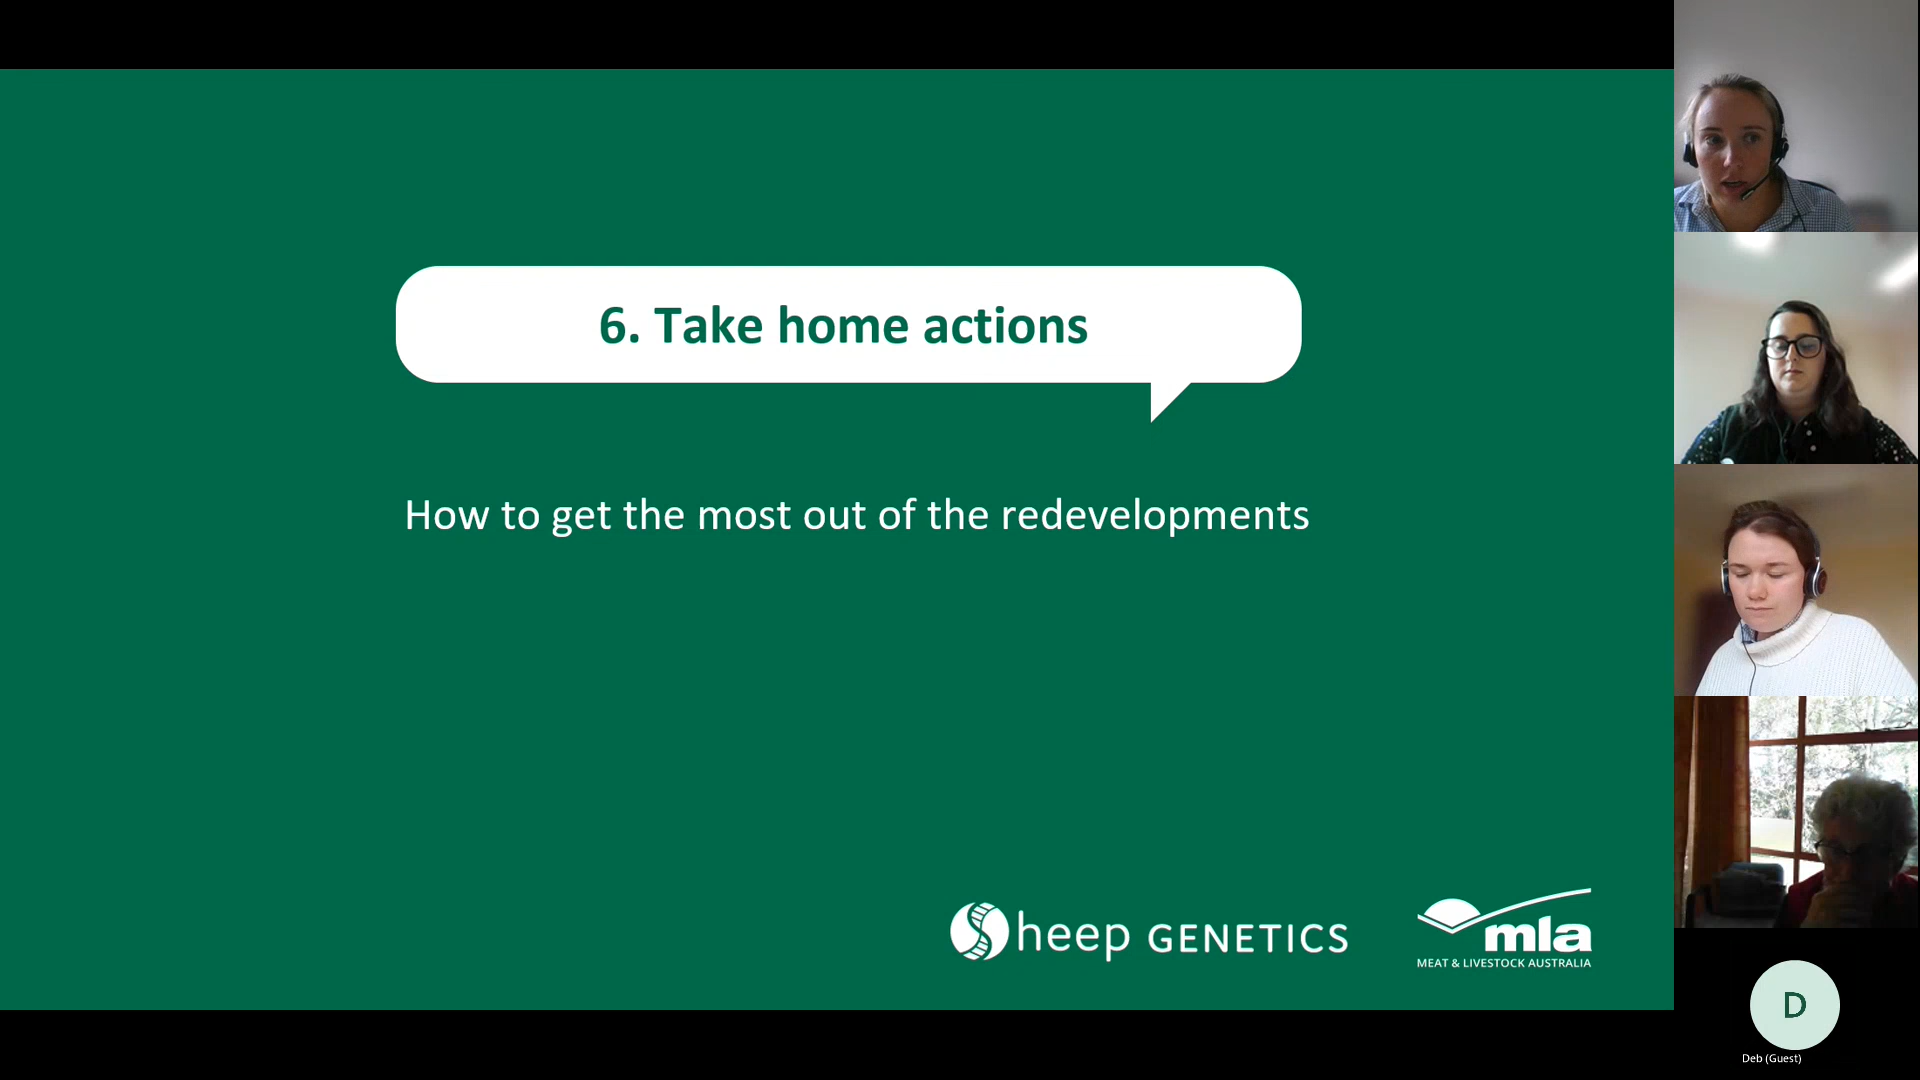 6. Take home actions
How to get the most out of the redevelopments
Sheep GENETICS
mla
MEAT & LIVESTOCK AUSTRALIA
D
Deb (Guest)